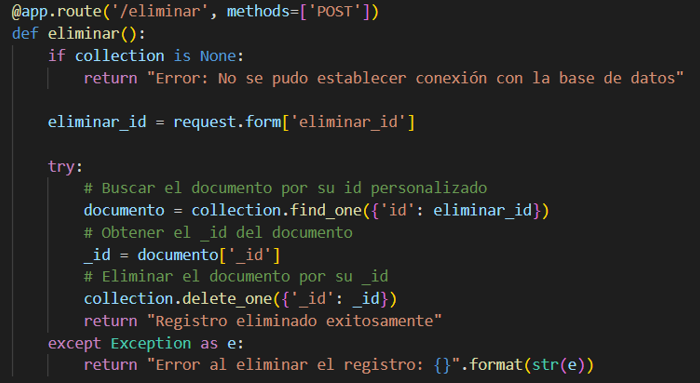 @app.route('/eliminar', methods=['POST'])
def eliminar():
    if collection is None:
        return "Error: No se pudo establecer conexión con la base de datos"
    eliminar_id = request.form['eliminar_id']
    try:
        # Buscar el documento por su id personalizado
        documento = collection.find_one({'id': eliminar_id})
        # Obtener el _id del documento
        _id = documento['_id']
        # Eliminar el documento por su _id
        collection.delete_one({'_id': _id})
        return "Registro eliminado exitosamente"
    except Exception as e:
        return "Error al eliminar el registro: {}".format(str(e))